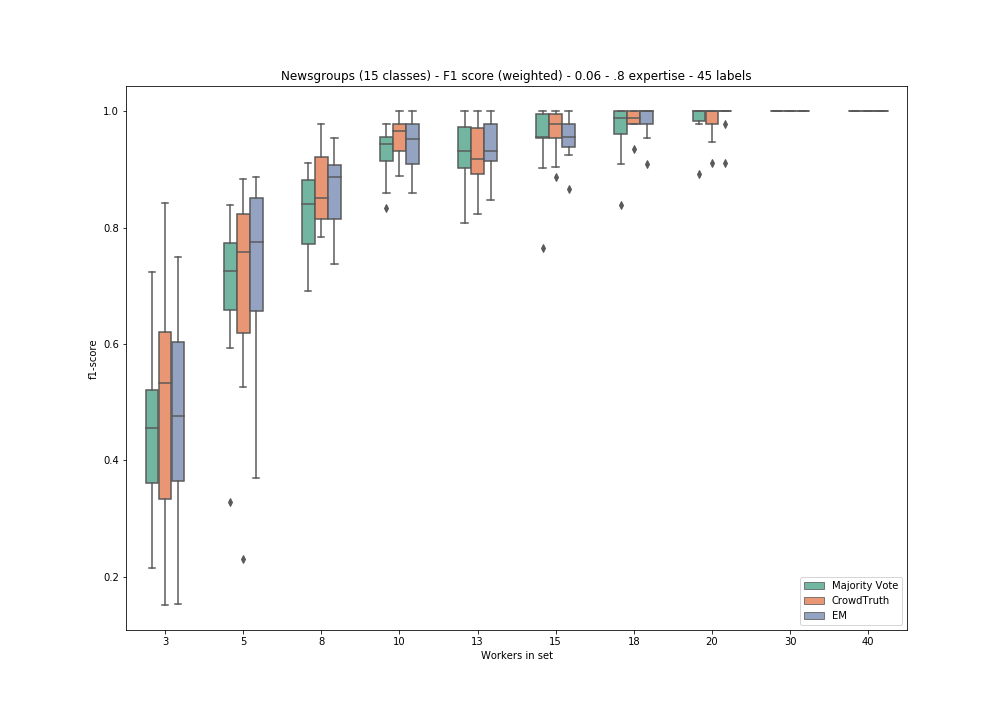 Newsgroups (15 classes) - F1 score (weighted) - 0.06 - .8 expertise - 45 labels
1.0
0.8
0.6
0.4
0.2
f1-score
3 5 8 10 13 15 18 20 30 40
Workers in set
Majority Vote
CrowdTruth
EM